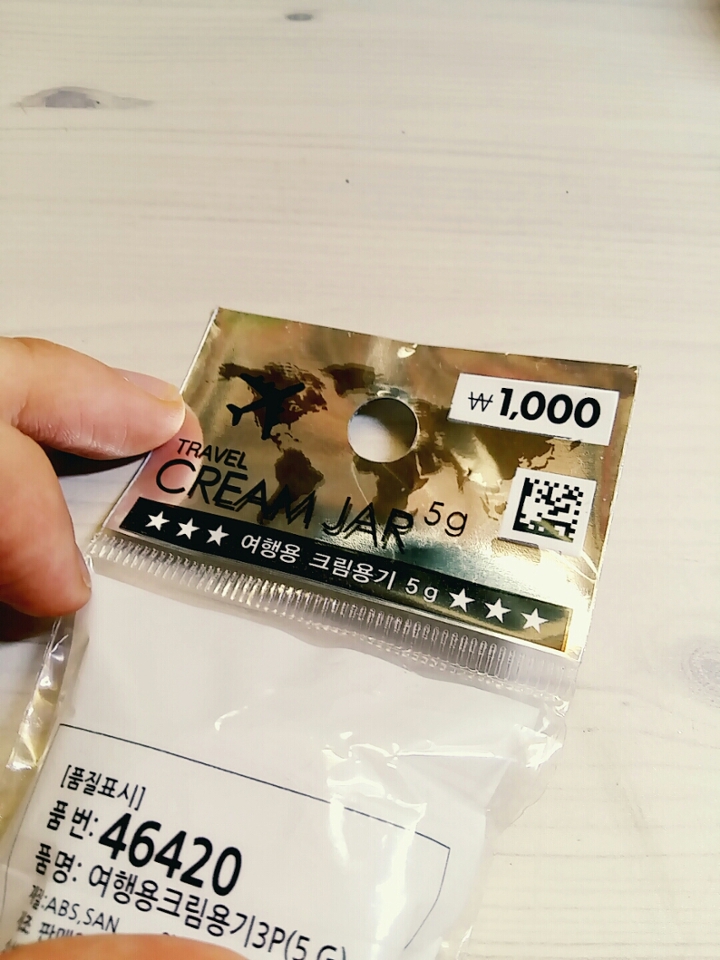 ₩1,000
TRAVEL
CREAM JAR 5g
★★★ 여행용 크림용기 5g ★★★
[품질표시]
품번: 46420
품명: 여행용크림용기3P(5 G)
:ABS,SAN